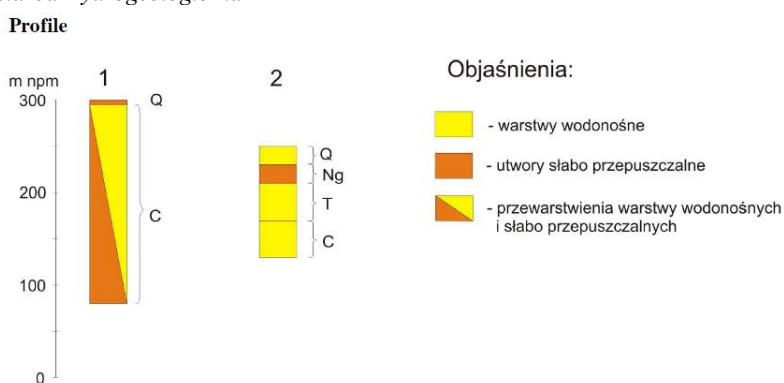 Profile
m npm
1
2
Objaśnienia:
300
Q
Q
- warstwy wodonośne
Ng
- utwory słabo przepuszczalne
200
T
- przewarstwienia warstwy wodonośnych
i słabo przepuszczalnych
C
C
100
0